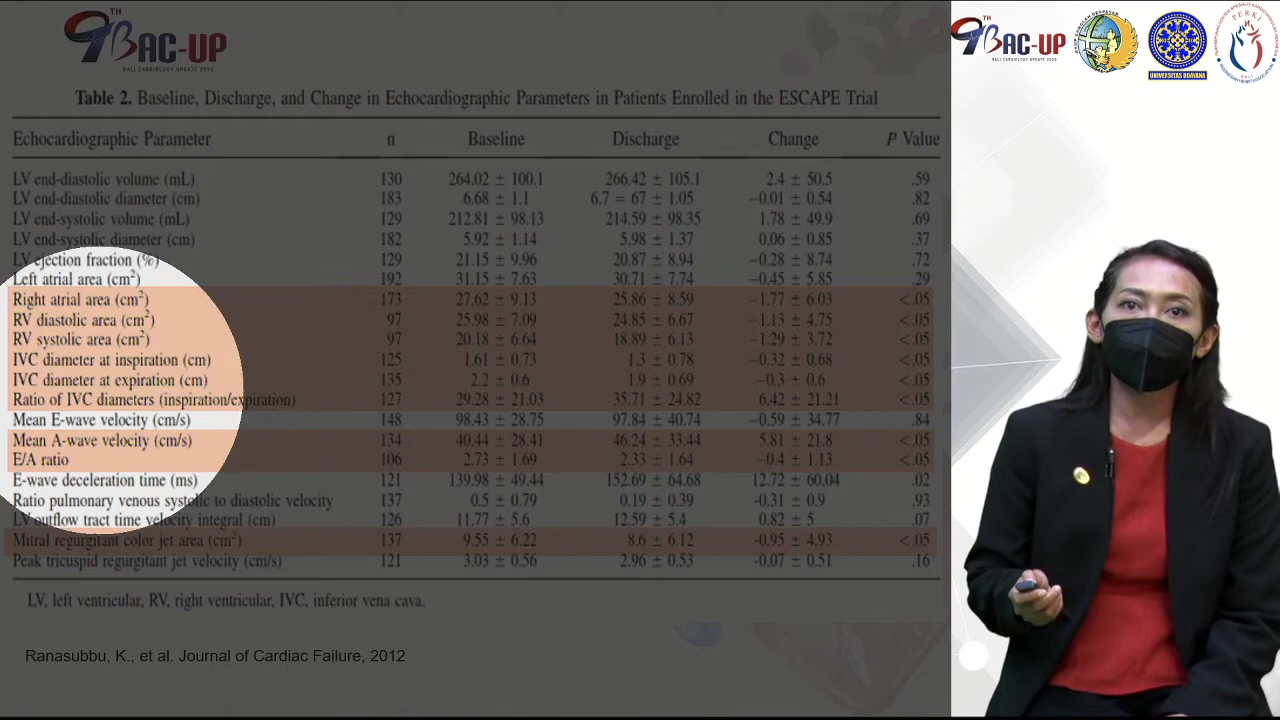 9TH BAC-UP
BALI CARDIOLOGY UPDATE 2020
9TH BAC-UP
BALI CARDIOLOGY UPDATE 2020
UNIVERSITAS UDAYANA
PERKI
BALI
Table 2. Baseline, Discharge, and Change in Echocardiographic Parameters in Patients Enrolled in the ESCAPE Trial
Echocardiographic Parameter n Baseline Discharge Change P Value
LV end-diastolic volume (mL) 130 264.02 ± 100.1 266.42 ± 105.1 2.4 ± 50.5 .59
LV end-diastolic diameter (cm) 183 6.68 ± 1.1 6.7 = 67 ± 1.05 −0.01 ± 0.54 .82
LV end-systolic volume (mL) 129 212.81 ± 98.13 214.59 ± 98.35 1.78 ± 49.9 .69
LV end-systolic diameter (cm) 182 5.92 ± 1.14 5.98 ± 1.37 0.06 ± 0.85 .37
LV ejection fraction (%) 129 21.15 ± 9.96 20.87 ± 8.94 −0.28 ± 8.74 .72
Left atrial area (cm²) 192 31.15 ± 7.63 30.71 ± 7.74 −0.45 ± 5.85 .29
Right atrial area (cm²) 173 27.62 ± 9.13 25.86 ± 8.59 −1.77 ± 6.03 <.05
RV diastolic area (cm²) 97 25.98 ± 7.09 24.85 ± 6.67 −1.13 ± 4.75 <.05
RV systolic area (cm²) 97 20.18 ± 6.64 18.89 ± 6.13 −1.29 ± 3.72 <.05
IVC diameter at inspiration (cm) 125 1.61 ± 0.73 1.3 ± 0.78 −0.32 ± 0.68 <.05
IVC diameter at expiration (cm) 135 2.2 ± 0.6 1.9 ± 0.69 −0.3 ± 0.6 <.05
Ratio of IVC diameters (inspiration/expiration) 127 29.28 ± 21.03 35.71 ± 24.82 6.42 ± 21.21 <.05
Mean E-wave velocity (cm/s) 148 98.43 ± 28.75 97.84 ± 40.74 −0.59 ± 34.77 .84
Mean A-wave velocity (cm/s) 134 40.44 ± 28.41 46.24 ± 33.44 5.81 ± 21.8 <.05
E/A ratio 106 2.73 ± 1.69 2.33 ± 1.64 −0.4 ± 1.13 <.05
E-wave deceleration time (ms) 121 139.98 ± 49.44 152.69 ± 64.68 12.72 ± 60.04 .02
Ratio pulmonary venous systolic to diastolic velocity 137 0.5 ± 0.79 0.19 ± 0.39 -0.31 ± 0.9 .93
LV outflow tract time velocity integral (cm) 126 11.77 ± 5.6 12.59 ± 5.4 0.82 ± 5 .07
Mitral regurgitant color jet area (cm²) 137 9.55 ± 6.22 8.6 ± 6.12 -0.95 ± 4.93 <.05
Peak tricuspid regurgitant jet velocity (cm/s) 121 3.03 ± 0.56 2.96 ± 0.53 -0.07 ± 0.51 .16
LV, left ventricular, RV, right ventricular, IVC, inferior vena cava.
Ranasubbu, K., et al. Journal of Cardiac Failure, 2012